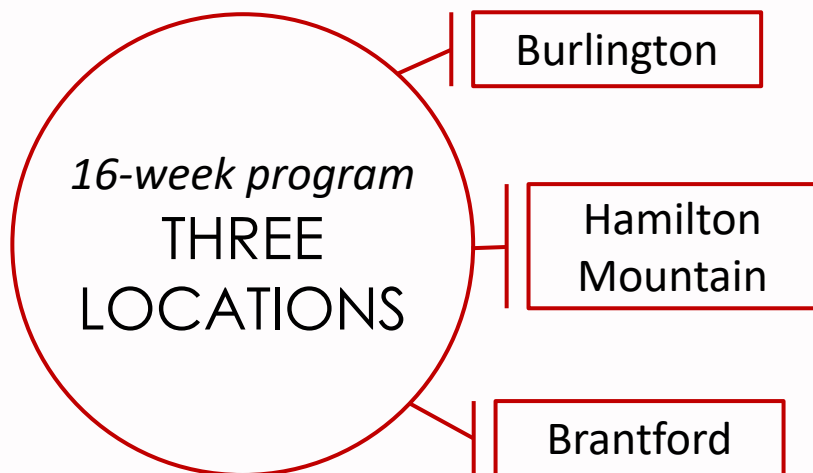 16-week program
THREE
LOCATIONS
Burlington
Hamilton
Mountain
Brantford